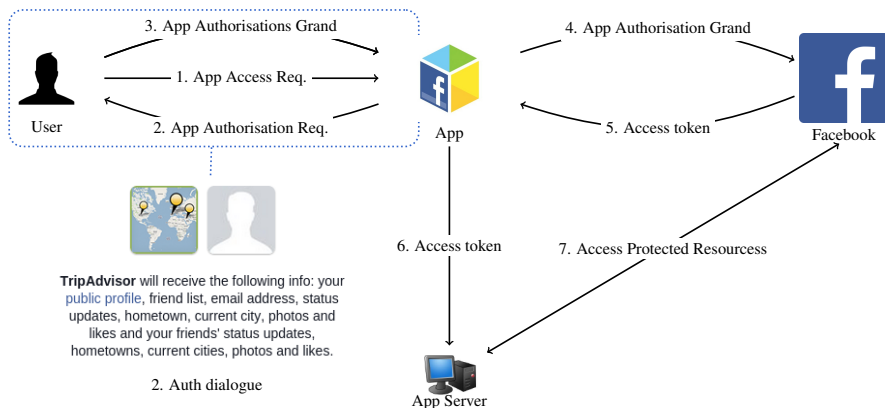 3. App Authorisations Grand
4. App Authorisation Grand
1. App Access Req.
2. App Authorisation Req.
5. Access token
User
App
Facebook
6. Access token
7. Access Protected Resourcess
TripAdvisor will receive the following info: your
public profile, friend list, email address, status
updates, hometown, current city, photos and
likes and your friends' status updates,
hometowns, current cities, photos and likes.
2. Auth dialogue
App Server